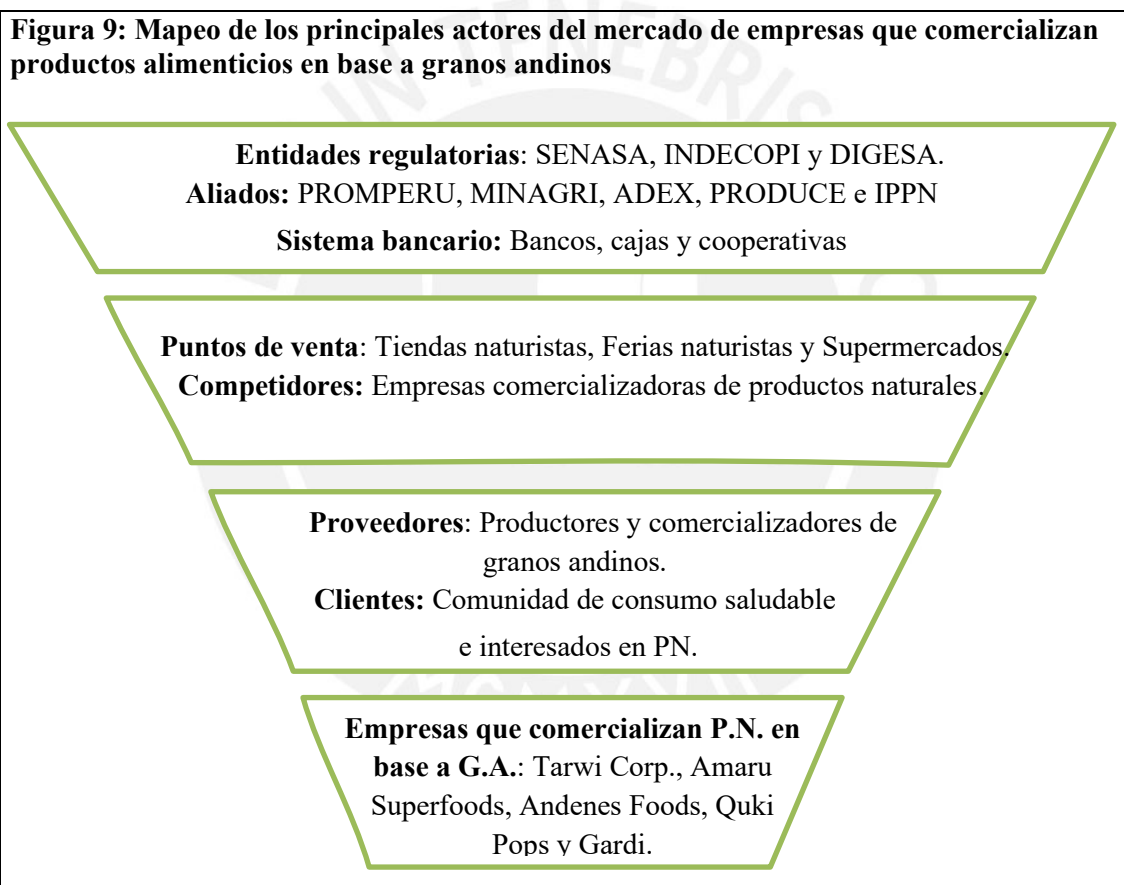 Figura 9: Mapeo de los principales actores del mercado de empresas que comercializan
productos alimenticios en base a granos andinos
IN TENEBRIS
Entidades regulatorias: SENASA, INDECOPI y DIGESA.
Aliados: PROMPERU, MINAGRI, ADEX, PRODUCE e IPPN
Sistema bancario: Bancos, cajas y cooperativas
Puntos de venta: Tiendas naturistas, Ferias naturistas y Supermercados.
Competidores: Empresas comercializadoras de productos naturales.
Proveedores: Productores y comercializadores de
granos andinos.
Clientes: Comunidad de consumo saludable
e interesados en PN.
Empresas que comercializan P.N. en
base a G.A.: Tarwi Corp., Amaru
Superfoods, Andenes Foods, Quki
Pops y Gardi.